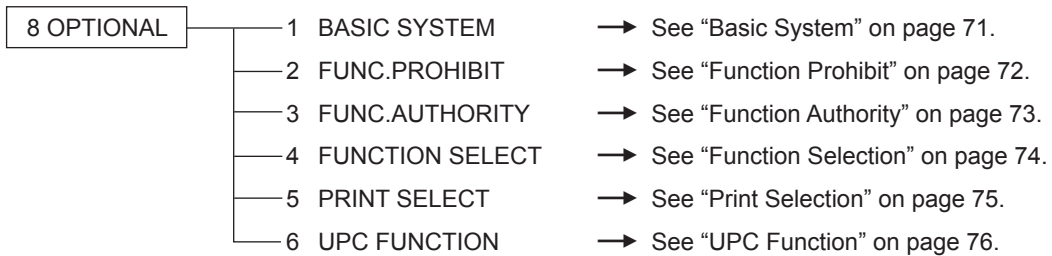 8 OPTIONAL 1 BASIC SYSTEM See “Basic System” on page 71.
2 FUNC.PROHIBIT See “Function Prohibit” on page 72.
3 FUNC.AUTHORITY See “Function Authority” on page 73.
4 FUNCTION SELECT See “Function Selection” on page 74.
5 PRINT SELECT See “Print Selection” on page 75.
6 UPC FUNCTION See “UPC Function” on page 76.